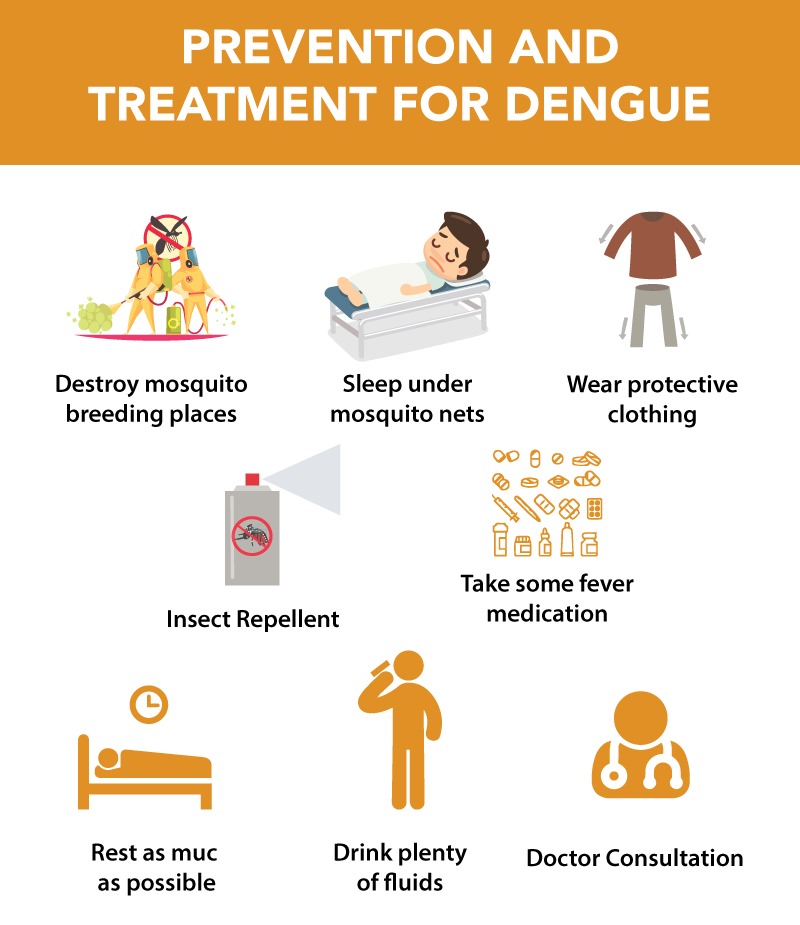 PREVENTION AND
TREATMENT FOR DENGUE
Destroy mosquito
breeding places
Sleep under
mosquito nets
Wear protective
clothing
Insect Repellent
Take some fever
medication
Rest as muc
as possible
Drink plenty
of fluids
Doctor Consultation